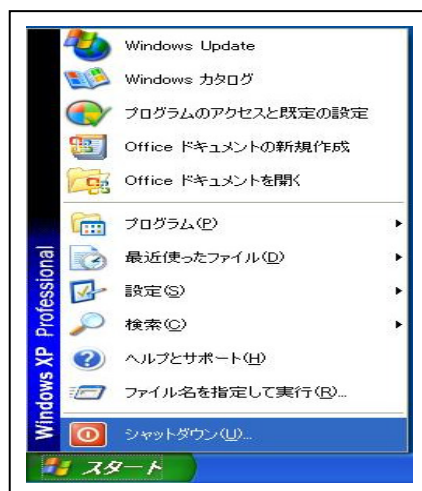 Windows Update
Windows カタログ
プログラムのアクセスと既定の設定
Office ドキュメントの新規作成
Office ドキュメントを開く
プログラム(P)
最近使ったファイル(D)
設定(S)
検索(C)
ヘルプとサポート(H)
ファイル名を指定して実行(R)...
シャットダウン(U)...
Windows XP Professional
スタート